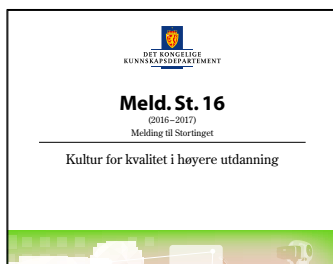 DET KONGELIGE
KUNNSKAPSDEPARTEMENT
Meld. St. 16
(2016–2017)
Melding til Stortinget
Kultur for kvalitet i høyere utdanning